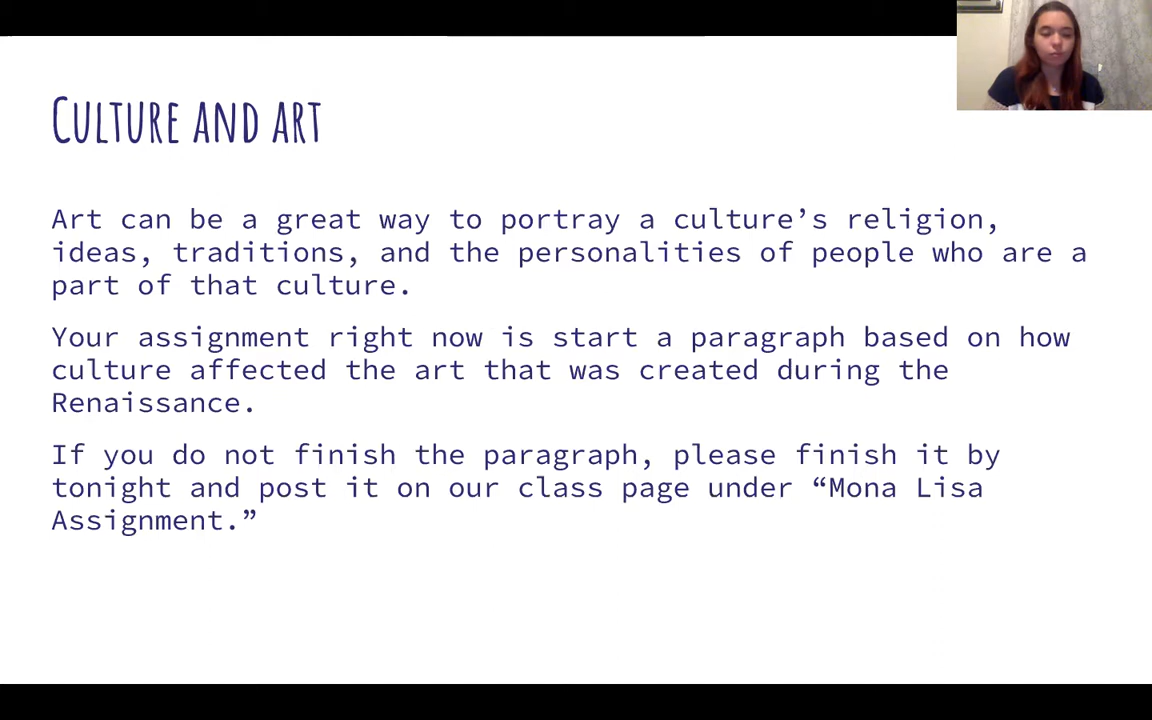 Culture and art
Art can be a great way to portray a culture’s religion,
ideas, traditions, and the personalities of people who are a
part of that culture.
Your assignment right now is start a paragraph based on how
culture affected the art that was created during the
Renaissance.
If you do not finish the paragraph, please finish it by
tonight and post it on our class page under “Mona Lisa
Assignment.”